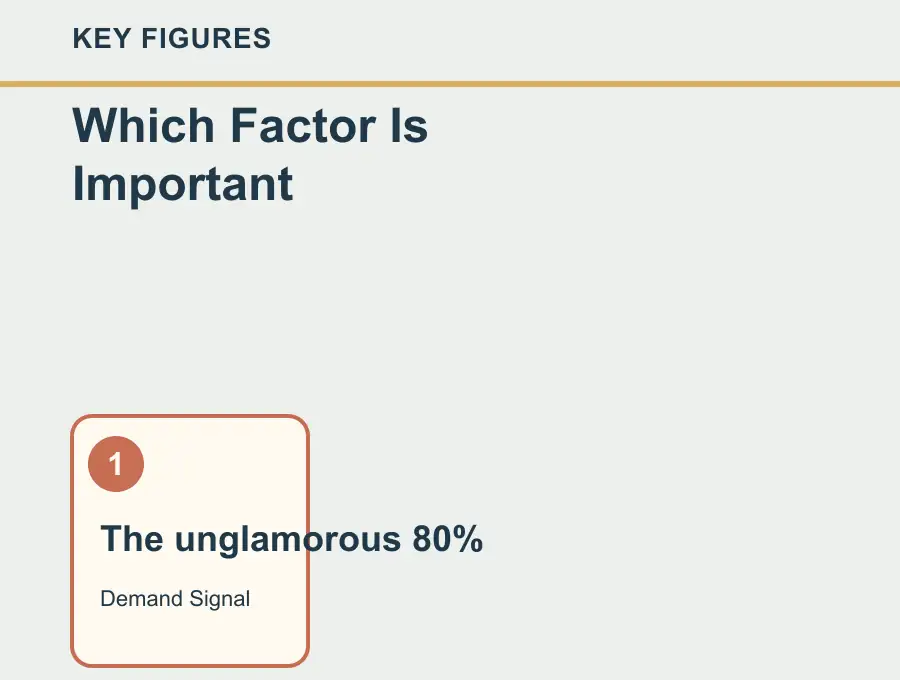 KEY FIGURES
Which Factor Is
Important
1
The unglamorous 80%
Demand Signal